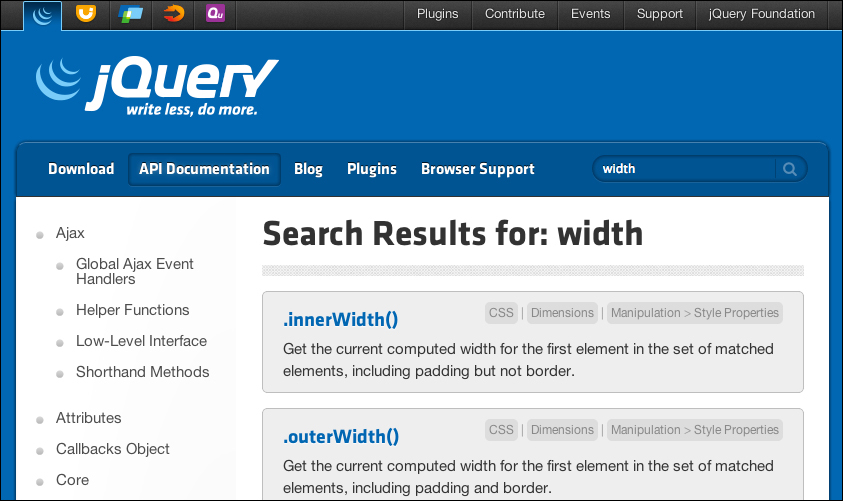 Qu
Plugins
Contribute
Events
Support
jQuery Foundation
jQuery
write less, do more.
Download
API Documentation
Blog
Plugins
Browser Support
width
Ajax
Global Ajax Event
Handlers
Helper Functions
Low-Level Interface
Shorthand Methods
Attributes
Callbacks Object
Core
Search Results for: width
.innerWidth()
CSS | Dimensions | Manipulation > Style Properties
Get the current computed width for the first element in the set of matched
elements, including padding but not border.
.outerWidth()
CSS | Dimensions | Manipulation > Style Properties
Get the current computed width for the first element in the set of matched
elements, including padding and border.